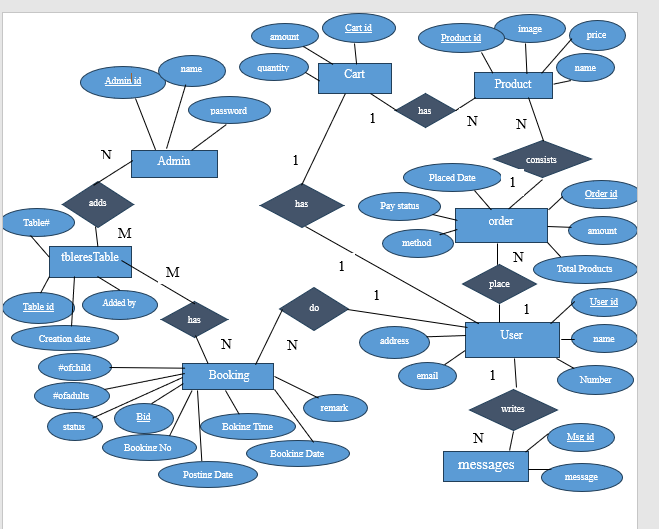 Cart id
image
amount
Product id
price
name
quantity
name
Cart
Product
Admin id
password
has
1
N
N
N
Admin
1
consists
Placed Date
1
Order id
adds
has
Pay status
order
amount
Table#
M
method
tbleresTable
M
1
N
Total Products
place
Table id
Added by
do
1
1
User id
has
Creation date
address
User
name
N
N
#ofchild
Booking
email
1
Number
#ofadults
status
Bid
Boking Time
remark
writes
Booking No
Booking Date
N
Msg id
Posting Date
messages
message